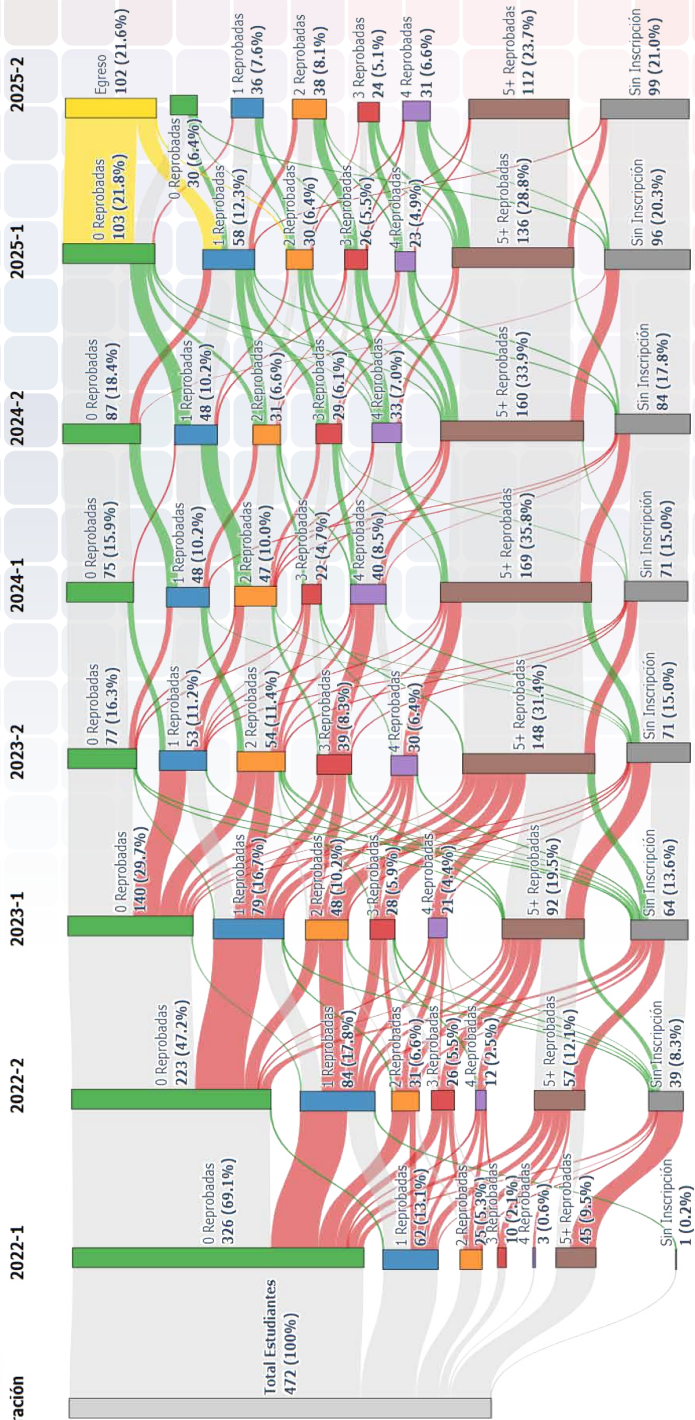 ración
2022-1
2022-2
2023-1
2023-2
2024-1
2024-2
2025-1
2025-2
Total Estudiantes
472 (100%)
0 Reprobadas
326 (69.1%)
1 Reprobadas
62 (13.1%)
2 Reprobadas
25 (5.3%)
3 Reprobadas
10 (2.1%)
4 Reprobadas
3 (0.6%)
5+ Reprobadas
45 (9.5%)
Sin Inscripción
1 (0.2%)
0 Reprobadas
223 (47.2%)
1 Reprobadas
84 (17.8%)
2 Reprobadas
31 (6.6%)
3 Reprobadas
26 (5.5%)
4 Reprobadas
12 (2.5%)
5+ Reprobadas
57 (12.1%)
Sin Inscripción
39 (8.3%)
0 Reprobadas
140 (29.7%)
1 Reprobadas
79 (16.7%)
2 Reprobadas
48 (10.2%)
3 Reprobadas
28 (5.9%)
4 Reprobadas
21 (4.4%)
5+ Reprobadas
92 (19.5%)
Sin Inscripción
64 (13.6%)
0 Reprobadas
77 (16.3%)
1 Reprobadas
53 (11.2%)
2 Reprobadas
54 (11.4%)
3 Reprobadas
39 (8.3%)
4 Reprobadas
30 (6.4%)
5+ Reprobadas
148 (31.4%)
Sin Inscripción
71 (15.0%)
0 Reprobadas
75 (15.9%)
1 Reprobadas
48 (10.2%)
2 Reprobadas
47 (10.0%)
3 Reprobadas
22 (4.7%)
4 Reprobadas
40 (8.5%)
5+ Reprobadas
169 (35.8%)
Sin Inscripción
71 (15.0%)
0 Reprobadas
87 (18.4%)
1 Reprobadas
48 (10.2%)
2 Reprobadas
31 (6.6%)
3 Reprobadas
29 (6.1%)
4 Reprobadas
33 (7.0%)
5+ Reprobadas
160 (33.9%)
Sin Inscripción
84 (17.8%)
0 Reprobadas
103 (21.8%)
1 Reprobadas
58 (12.3%)
2 Reprobadas
30 (6.4%)
3 Reprobadas
26 (5.5%)
4 Reprobadas
23 (4.9%)
5+ Reprobadas
136 (28.8%)
Sin Inscripción
96 (20.3%)
Egreso
102 (21.6%)
0 Reprobadas
30 (6.4%)
1 Reprobadas
36 (7.6%)
2 Reprobadas
38 (8.1%)
3 Reprobadas
24 (5.1%)
4 Reprobadas
31 (6.6%)
5+ Reprobadas
112 (23.7%)
Sin Inscripción
99 (21.0%)